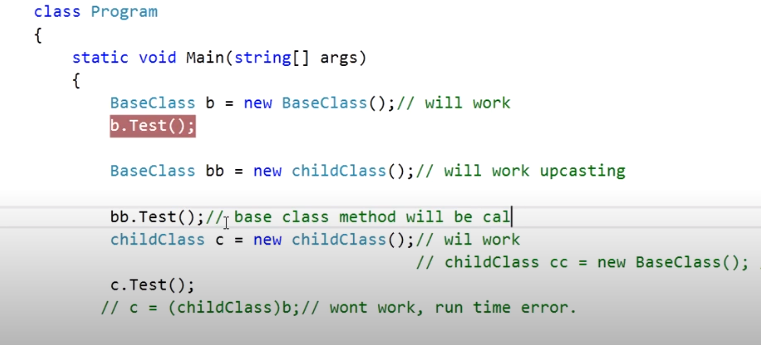 class Program
{
static void Main(string[] args)
{
BaseClass b = new BaseClass();// will work
b.Test();
BaseClass bb = new childClass();// will work upcasting
bb.Test();// base class method will be cal
childClass c = new childClass();// wil work
// childClass cc = new BaseClass();
c.Test();
// c = (childClass)b;// wont work, run time error.